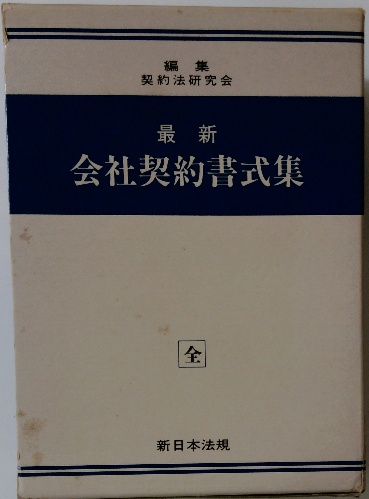 編集
契約法研究会
最新
会社契約書式集
全
新日本法規